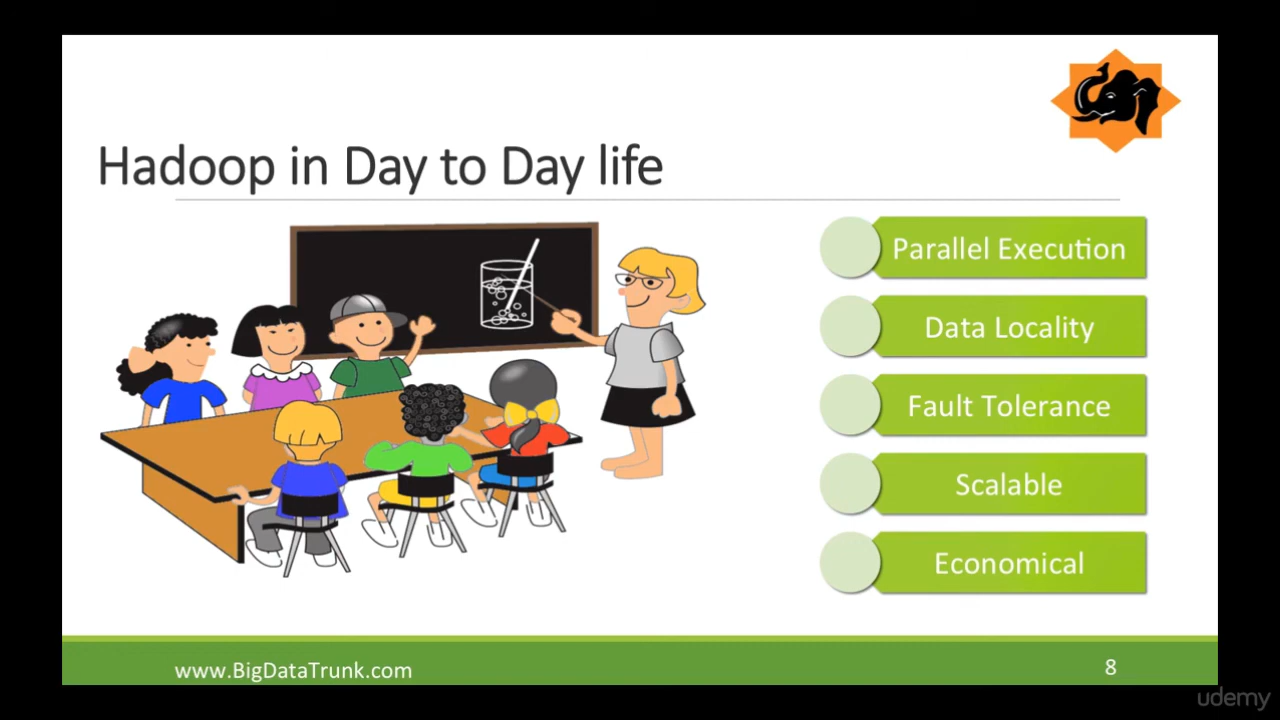 Hadoop in Day to Day life
Parallel Execution
Data Locality
Fault Tolerance
Scalable
Economical
www.BigDataTrunk.com
8
udemy